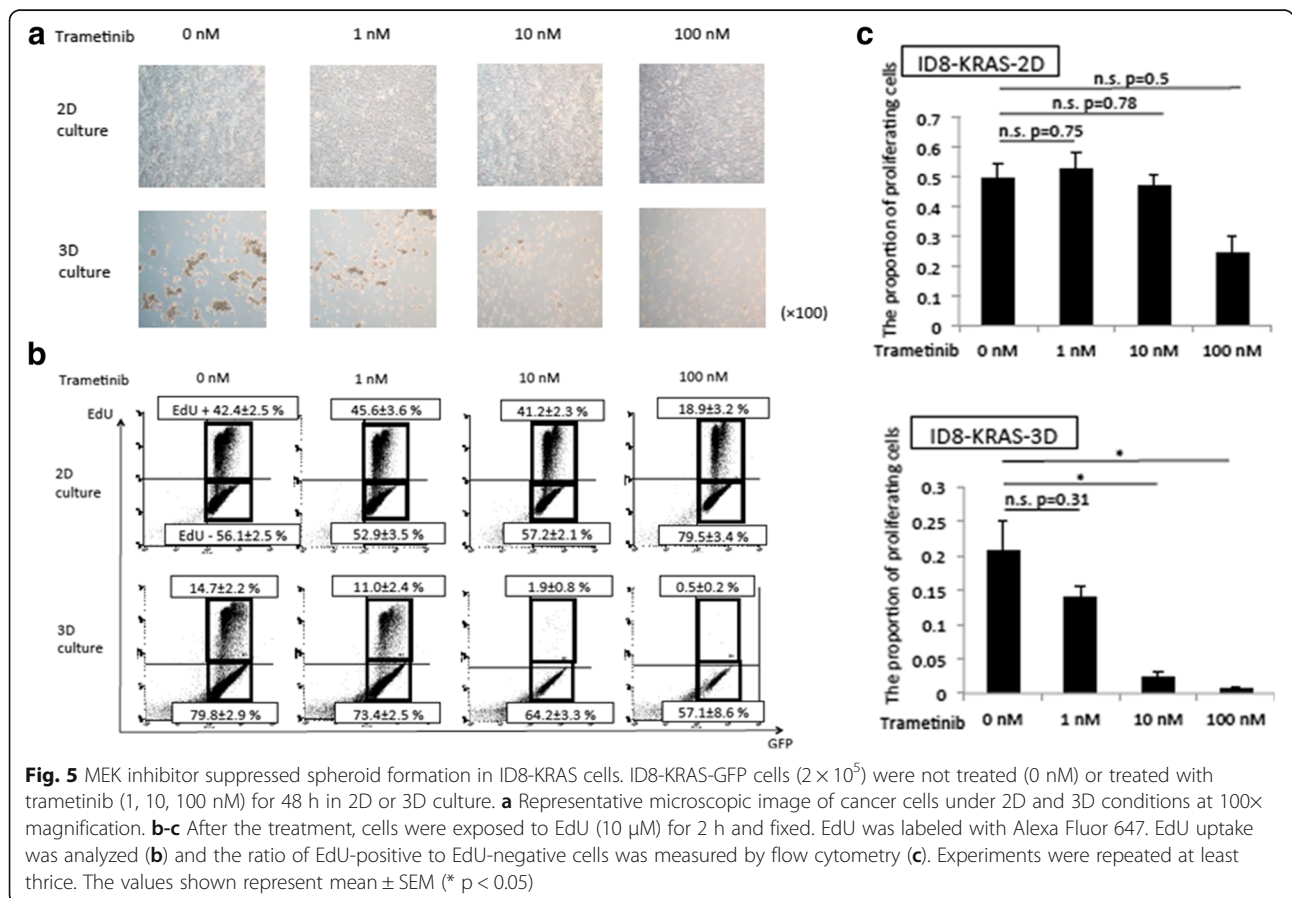 a Trametinib 0 nM 1 nM 10 nM 100 nM
2D culture
3D culture
(×100)
b
Trametinib 0 nM 1 nM 10 nM 100 nM
EdU
EdU + 42.4±2.5 % 45.6±3.6 % 41.2±2.3 % 18.9±3.2 %
2D culture
EdU - 56.1±2.5 % 52.9±3.5 % 57.2±2.1 % 79.5±3.4 %
14.7±2.2 % 11.0±2.4 % 1.9±0.8 % 0.5±0.2 %
3D culture
79.8±2.9 % 73.4±2.5 % 64.2±3.3 % 57.1±8.6 %
GFP
c
ID8-KRAS-2D
The proportion of proliferating cells
n.s. p=0.5
n.s. p=0.78
n.s. p=0.75
0.7
0.6
0.5
0.4
0.3
0.2
0.1
0
Trametinib 0 nM 1 nM 10 nM 100 nM
ID8-KRAS-3D
The proportion of proliferating cells
*
*
n.s. p=0.31
0.3
0.25
0.2
0.15
0.1
0.05
0
Trametinib 0 nM 1 nM 10 nM 100 nM
Fig. 5 MEK inhibitor suppressed spheroid formation in ID8-KRAS cells. ID8-KRAS-GFP cells (2 × 10⁵) were not treated (0 nM) or treated with
trametinib (1, 10, 100 nM) for 48 h in 2D or 3D culture. a Representative microscopic image of cancer cells under 2D and 3D conditions at 100×
magnification. b-c After the treatment, cells were exposed to EdU (10 μM) for 2 h and fixed. EdU was labeled with Alexa Fluor 647. EdU uptake
was analyzed (b) and the ratio of EdU-positive to EdU-negative cells was measured by flow cytometry (c). Experiments were repeated at least
thrice. The values shown represent mean ± SEM (* p < 0.05)